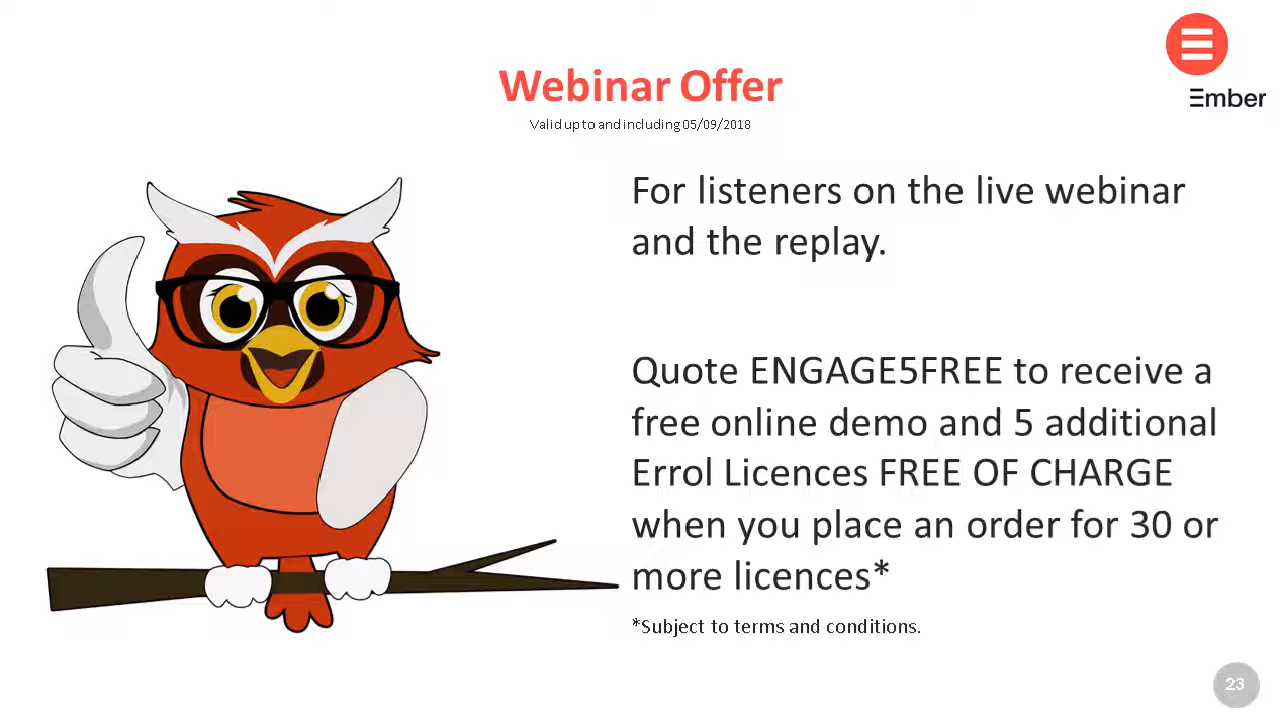 Ember
Webinar Offer
Valid up to and including 05/09/2018
For listeners on the live webinar
and the replay.
Quote ENGAGE5FREE to receive a
free online demo and 5 additional
Errol Licences FREE OF CHARGE
when you place an order for 30 or
more licences*
*Subject to terms and conditions.
23